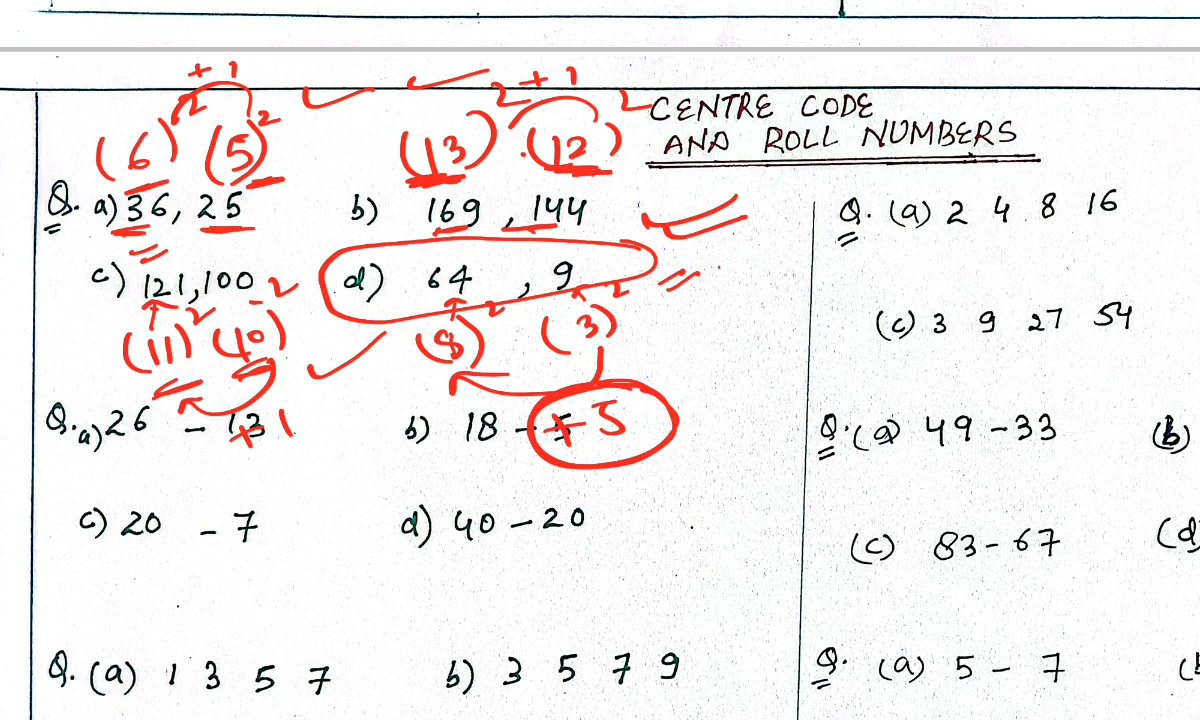 +1 +1
(6)² (5)² (13)² (12)²
CENTRE CODE
AND ROLL NUMBERS
Q. a) 36, 25 b) 169, 144
c) 121, 100 d) 64, 9
(11)² (10)² (8)² (3)²
+1 +5
Q. a) 26 - 13 b) 18 - 5
c) 20 - 7 d) 40 - 20
Q. (a) 1 3 5 7 b) 3 5 7 9
Q. (a) 2 4 8 16
(c) 3 9 27 54
Q. (a) 49 - 33 (b)
(c) 83 - 67 (d)
Q. (a) 5 - 7